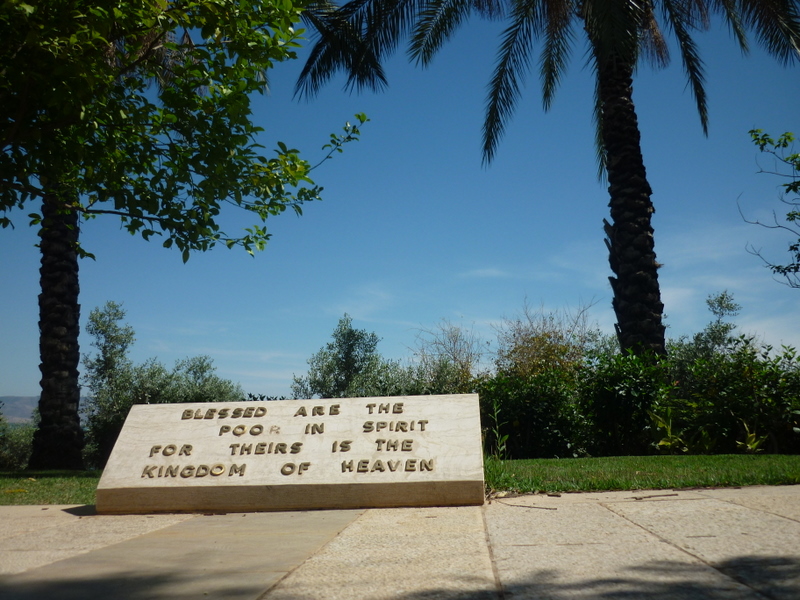 BLESSED ARE THE
POOR IN SPIRIT
FOR THEIRS IS THE
KINGDOM OF HEAVEN